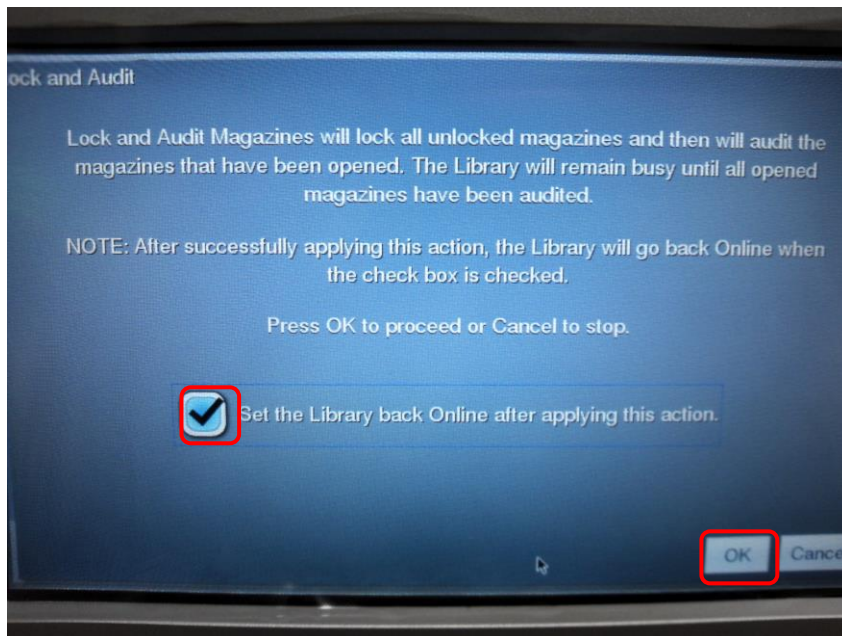 ock and Audit
Lock and Audit Magazines will lock all unlocked magazines and then will audit the
magazines that have been opened. The Library will remain busy until all opened
magazines have been audited.
NOTE: After successfully applying this action, the Library will go back Online when
the check box is checked.
Press OK to proceed or Cancel to stop.
Set the Library back Online after applying this action.
OK
Cance